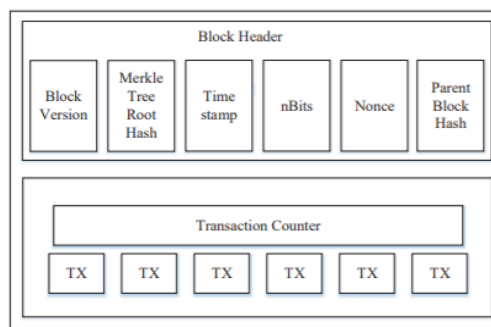 Block Header
Block
Version
Merkle
Tree
Root
Hash
Time
stamp
nBits
Nonce
Parent
Block
Hash
Transaction Counter
TX
TX
TX
TX
TX
TX